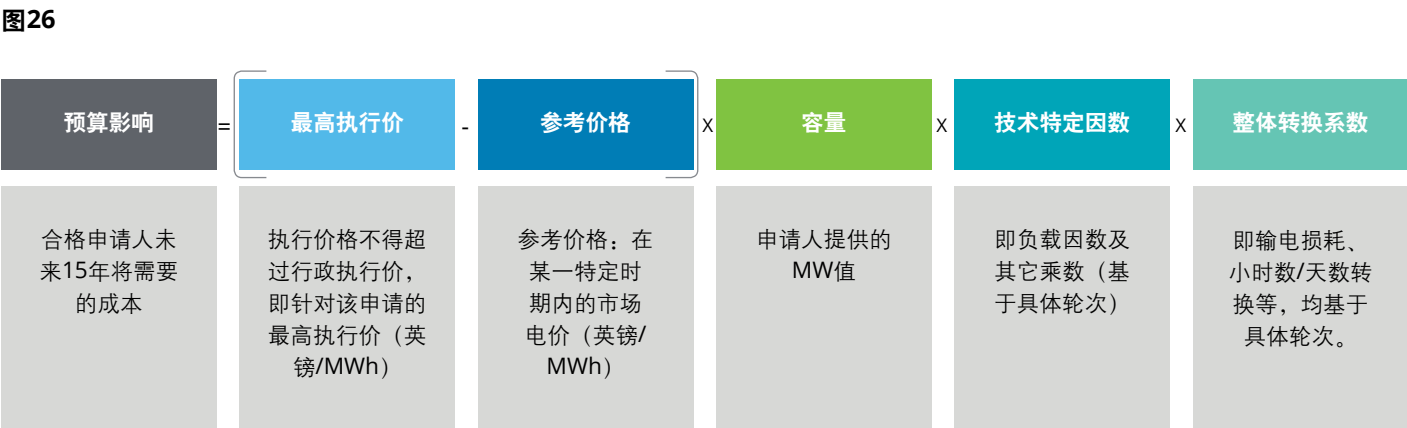 图26
预算影响
=
最高执行价
-
参考价格
x
容量
x
技术特定因数
x
整体转换系数
合格申请人未
来15年将需要
的成本
执行价格不得超
过行政执行价，
即针对该申请的
最高执行价（英
镑/MWh）
参考价格：在
某一特定时
期内的市场
电价（英镑/
MWh）
申请人提供的
MW值
即负载因数及
其它乘数（基
于具体轮次）
即输电损耗、
小时数/天数转
换等，均基于
具体轮次。